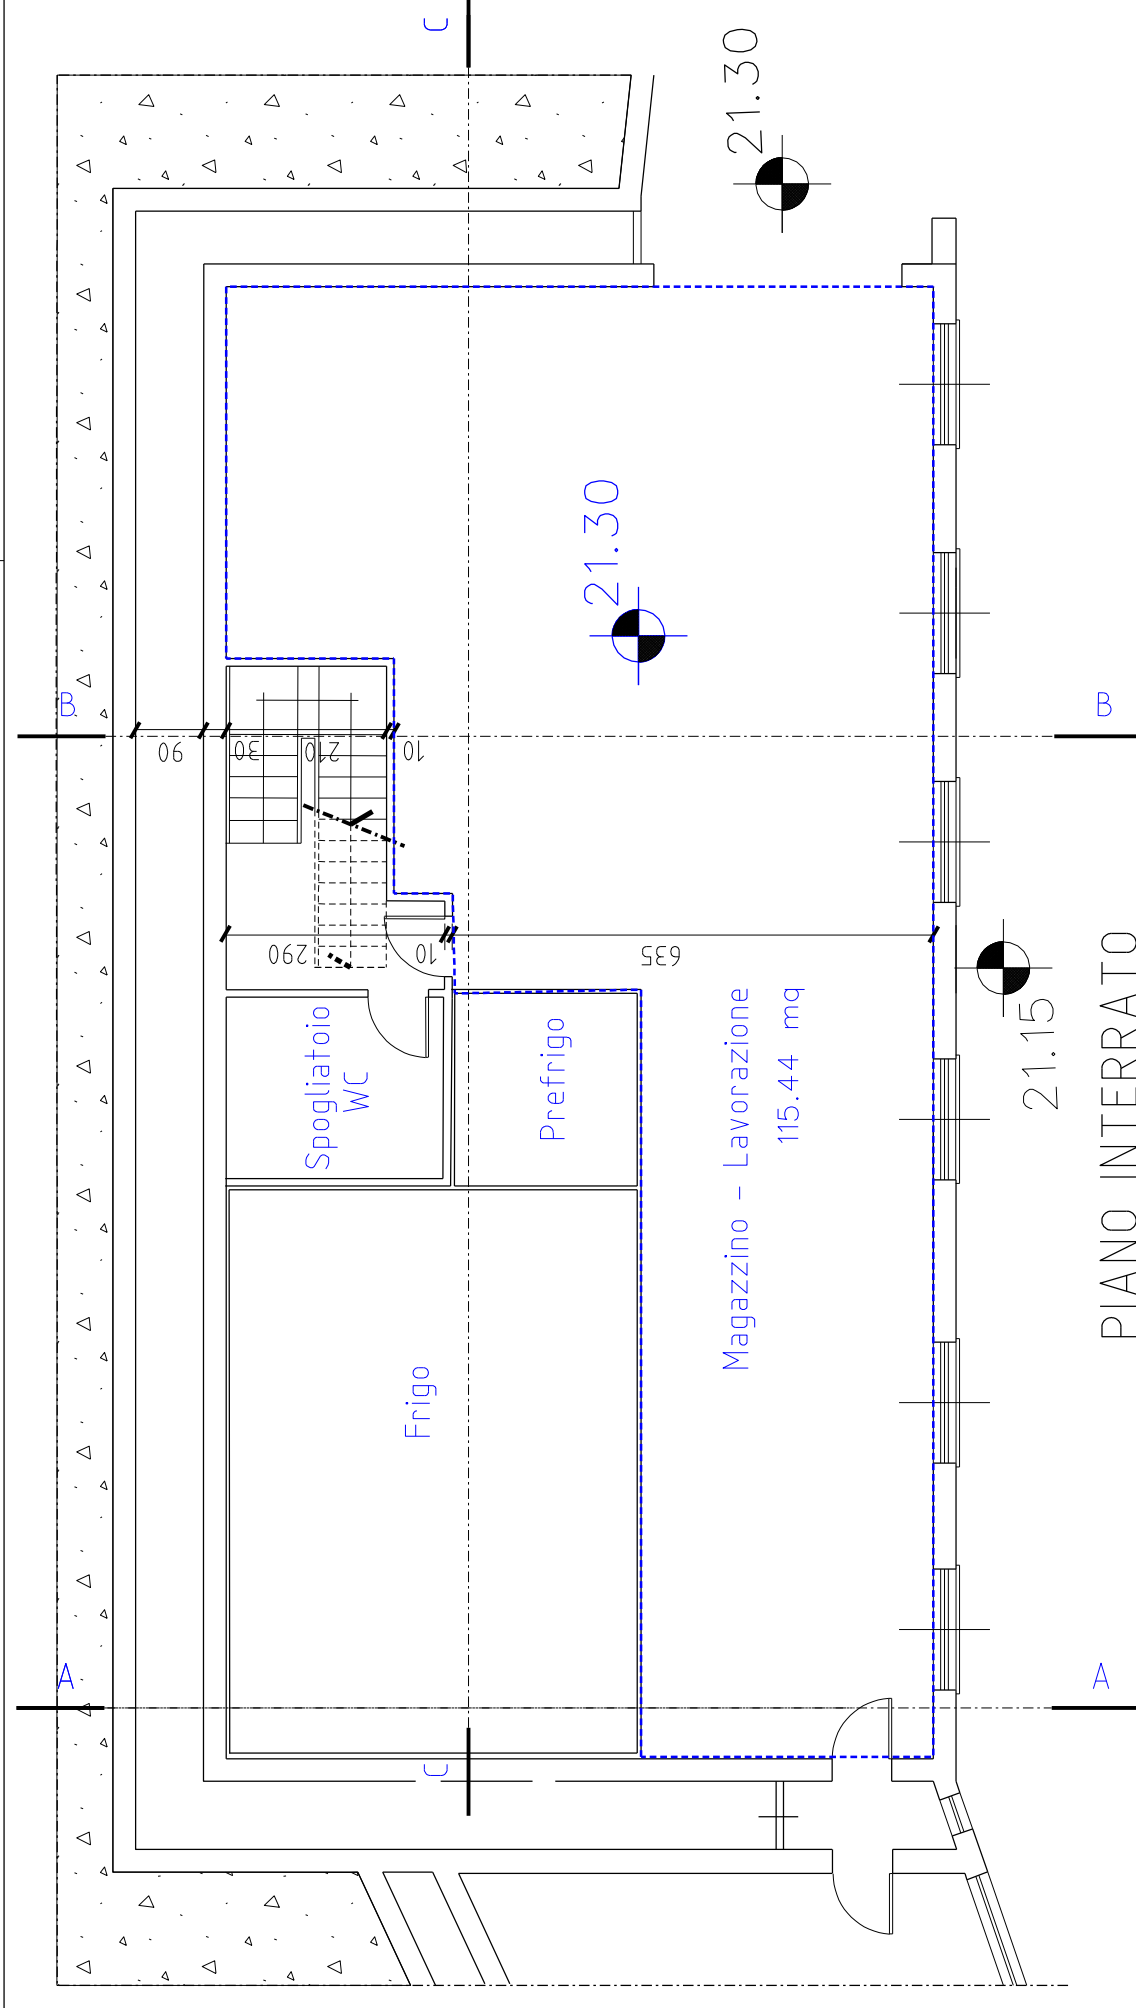 C
21.30
21.30
B
B
90
30
210
10
290
10
635
21.15
Spogliatoio
WC
Prefrigo
Magazzino - Lavorazione
115.44 mq
Frigo
PIANO INTERRATO
A
A
C